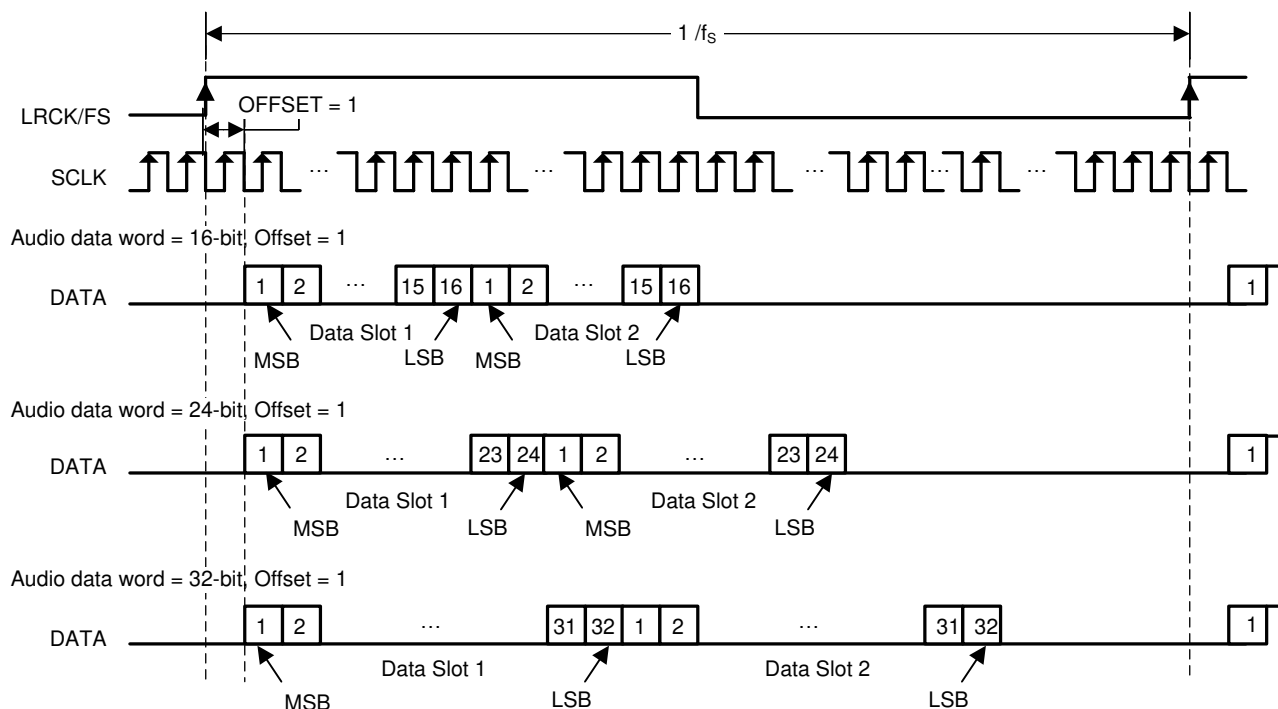 1 /fS
LRCK/FS
OFFSET = 1
SCLK
... ... ... ... ...
Audio data word = 16-bit, Offset = 1
DATA
1 2 ... 15 16 1 2 ... 15 16 1
Data Slot 1 Data Slot 2
MSB LSB MSB LSB
Audio data word = 24-bit, Offset = 1
DATA
1 2 ... 23 24 1 2 ... 23 24 1
Data Slot 1 Data Slot 2
MSB LSB MSB LSB
Audio data word = 32-bit, Offset = 1
DATA
1 2 ... 31 32 1 2 ... 31 32 1
Data Slot 1 Data Slot 2
MSB LSB LSB